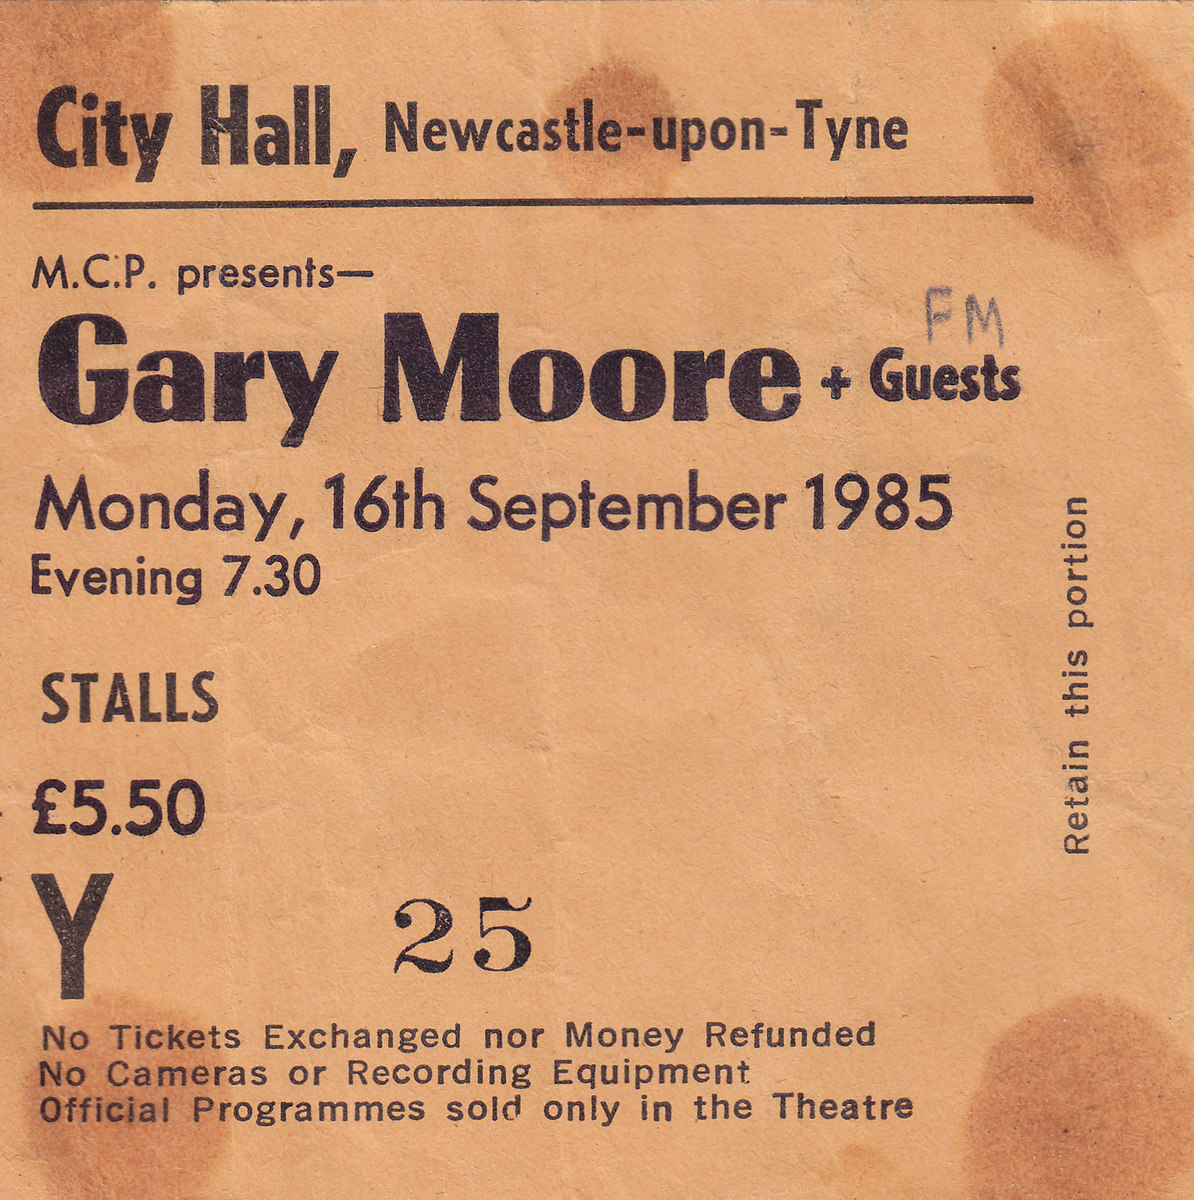 City Hall, Newcastle-upon-Tyne
M.C.P. presents—
FM
Gary Moore + Guests
Monday, 16th September 1985
Evening 7.30
STALLS
£5.50
Y 25
No Tickets Exchanged nor Money Refunded
No Cameras or Recording Equipment
Official Programmes sold only in the Theatre
Retain this portion